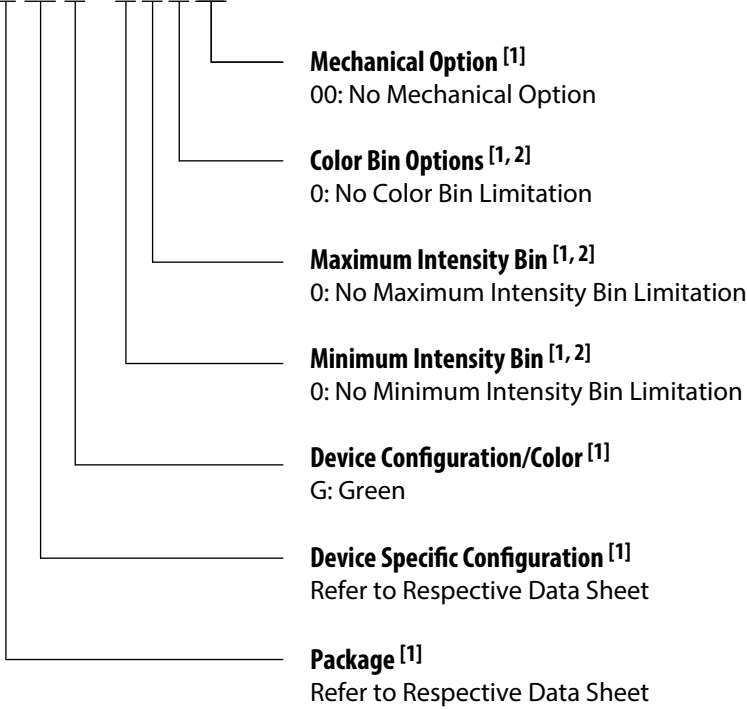 Mechanical Option [1]
00: No Mechanical Option
Color Bin Options [1, 2]
0: No Color Bin Limitation
Maximum Intensity Bin [1, 2]
0: No Maximum Intensity Bin Limitation
Minimum Intensity Bin [1, 2]
0: No Minimum Intensity Bin Limitation
Device Configuration/Color [1]
G: Green
Device Specific Configuration [1]
Refer to Respective Data Sheet
Package [1]
Refer to Respective Data Sheet